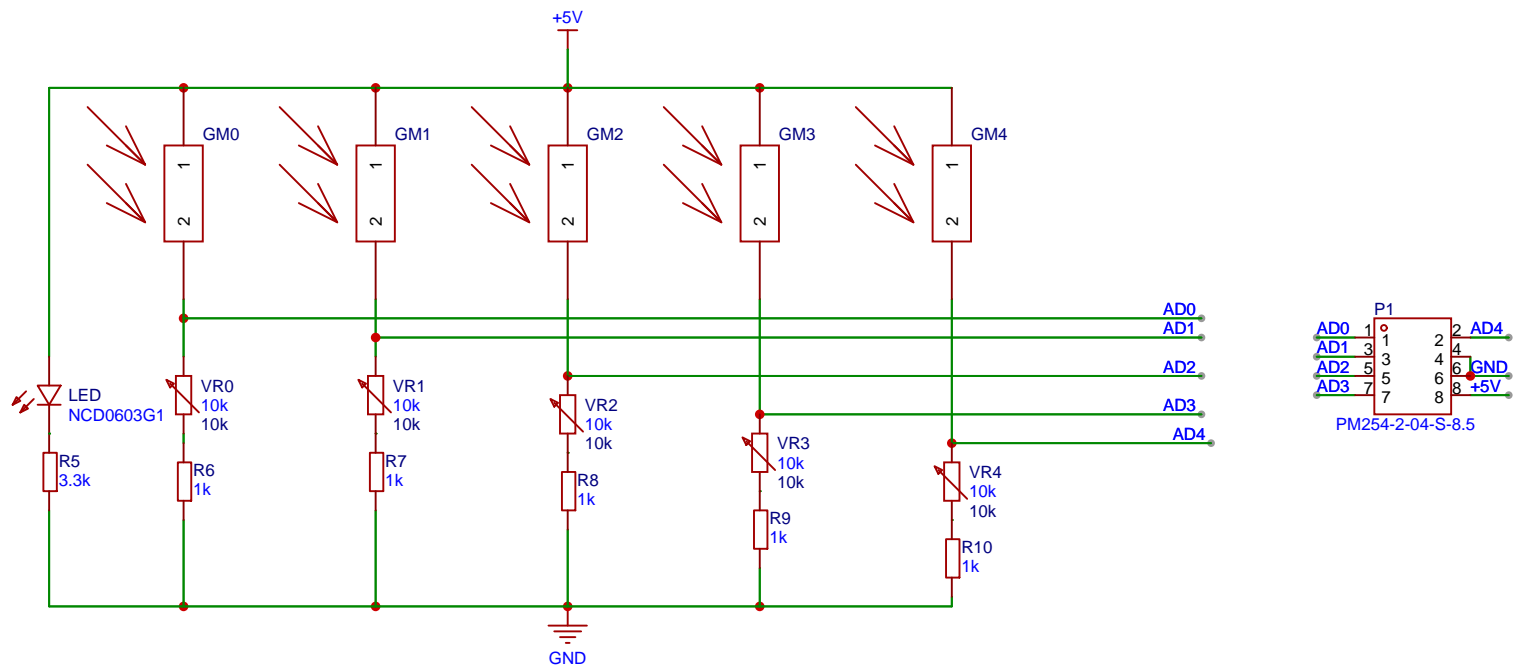 +5V
GM0
GM1
GM2
GM3
GM4
1
1
1
1
1
2
2
2
2
2
AD0
AD1
AD2
AD3
AD4
LED
NCD0603G1
VR0
10k
10k
VR1
10k
10k
VR2
10k
10k
VR3
10k
10k
VR4
10k
10k
R5
3.3k
R6
1k
R7
1k
R8
1k
R9
1k
R10
1k
GND
P1
AD0 1 1 2 2 AD4
AD1 3 3 4 4
AD2 5 5 6 6 GND
AD3 7 7 8 8 +5V
PM254-2-04-S-8.5